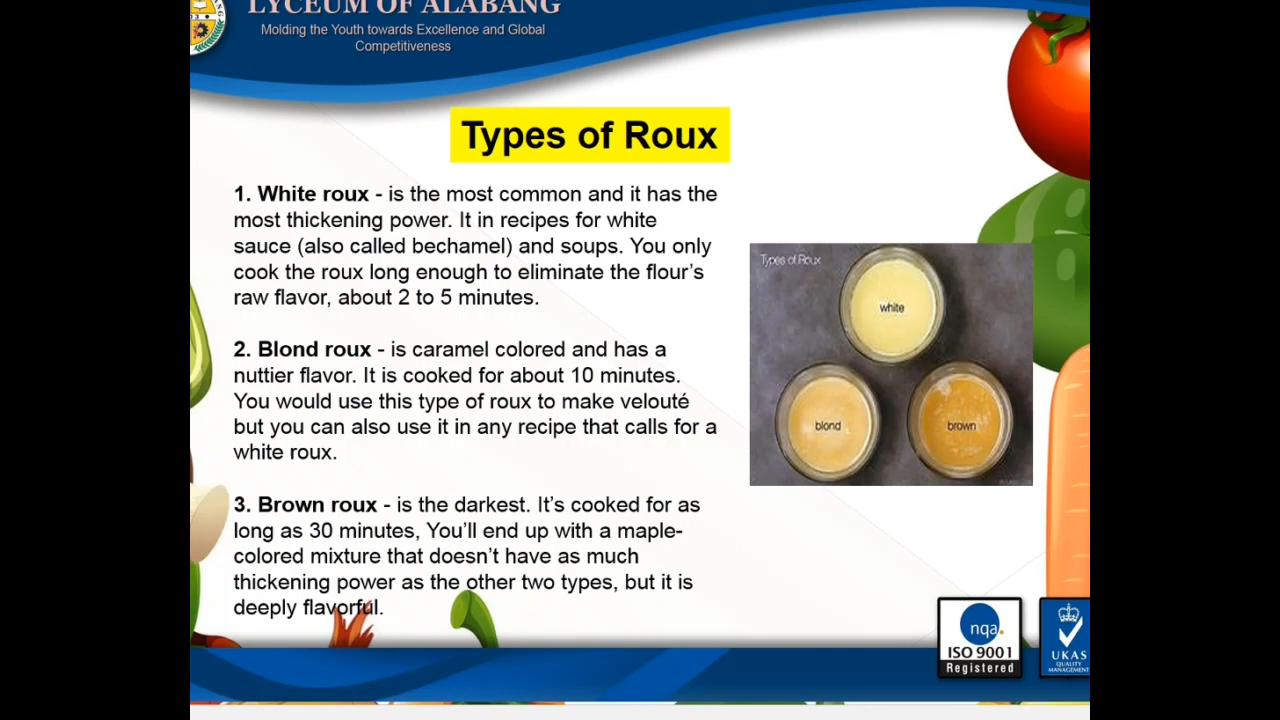 LYCEUM OF ALABANG
Molding the Youth towards Excellence and Global
Competitiveness
Types of Roux
1. White roux - is the most common and it has the
most thickening power. It in recipes for white
sauce (also called bechamel) and soups. You only
cook the roux long enough to eliminate the flour's
raw flavor, about 2 to 5 minutes.
2. Blond roux - is caramel colored and has a
nuttier flavor. It is cooked for about 10 minutes.
You would use this type of roux to make velouté
but you can also use it in any recipe that calls for a
white roux.
3. Brown roux - is the darkest. It's cooked for as
long as 30 minutes, You'll end up with a maple-
colored mixture that doesn't have as much
thickening power as the other two types, but it is
deeply flavorful.
Types of Roux
white
blond
brown
nqa.
ISO 9001
Registered
UKAS
QUALITY
MANAGEMENT